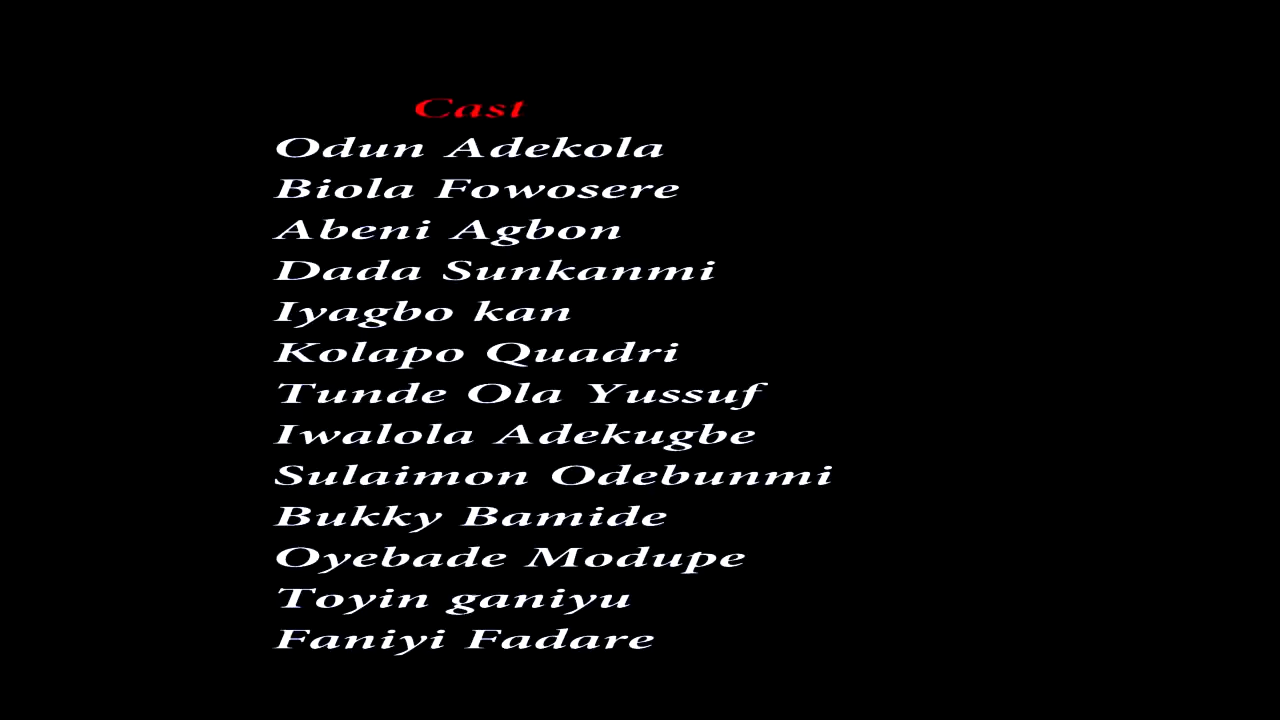 Cast
Odun Adekola
Biola Fowosere
Abeni Agbon
Dada Sunkanmi
Iyagbo kan
Kolapo Quadri
Tunde Ola Yussuf
Iwalola Adekugbe
Sulaimon Odebunmi
Bukky Bamide
Oyebade Modupe
Toyin ganiyu
Faniyi Fadare